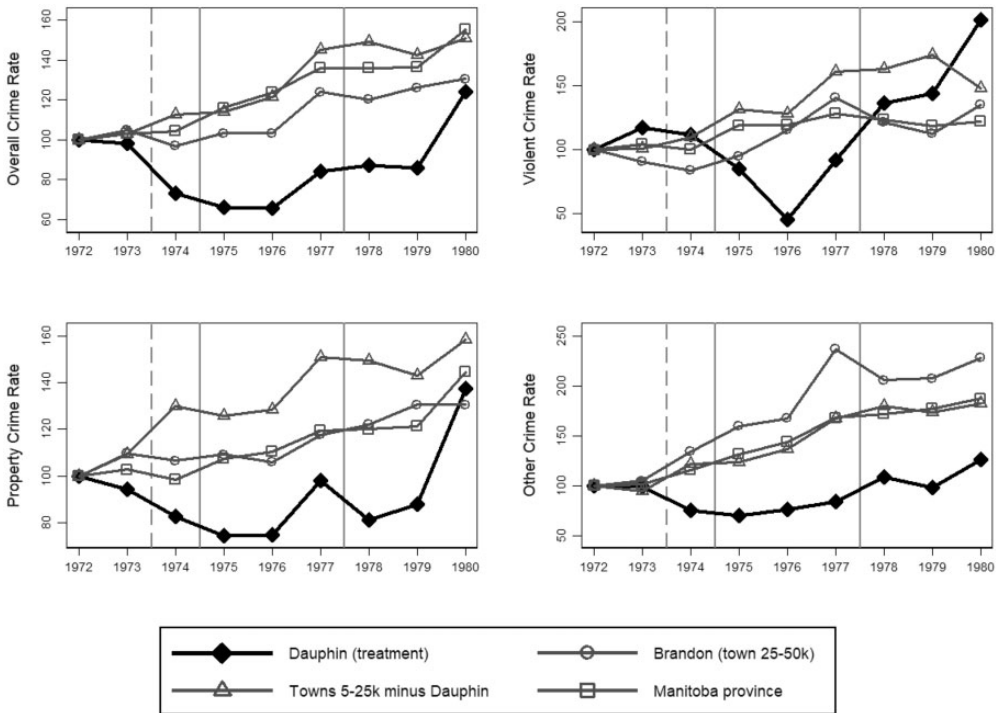 Overall Crime Rate
160
140
120
100
80
60
1972 1973 1974 1975 1976 1977 1978 1979 1980
Violent Crime Rate
200
150
100
50
1972 1973 1974 1975 1976 1977 1978 1979 1980
Property Crime Rate
160
140
120
100
80
1972 1973 1974 1975 1976 1977 1978 1979 1980
Other Crime Rate
250
200
150
100
50
1972 1973 1974 1975 1976 1977 1978 1979 1980
Dauphin (treatment)
Brandon (town 25-50k)
Towns 5-25k minus Dauphin
Manitoba province